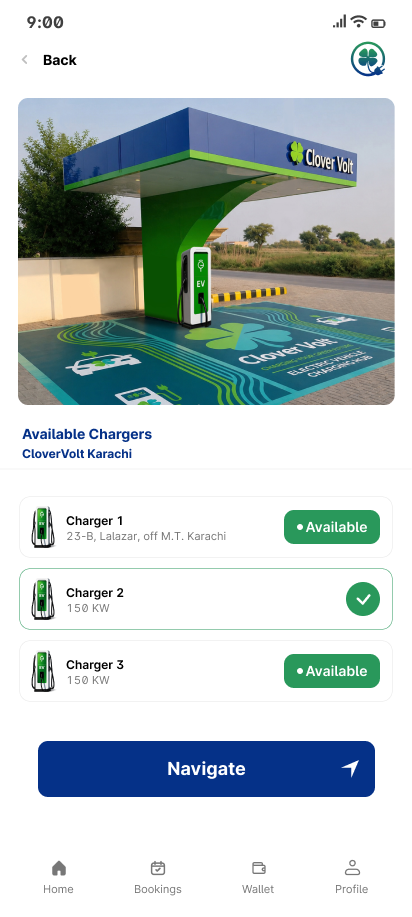 9:00
Back
Clover Volt
EV
Clover Volt
ELECTRIC VEHICLE
CHARGING HUB
Available Chargers
CloverVolt Karachi
Charger 1
23-B, Lalazar, off M.T. Karachi
Available
Charger 2
150 KW
Charger 3
150 KW
Available
Navigate
Home
Bookings
Wallet
Profile